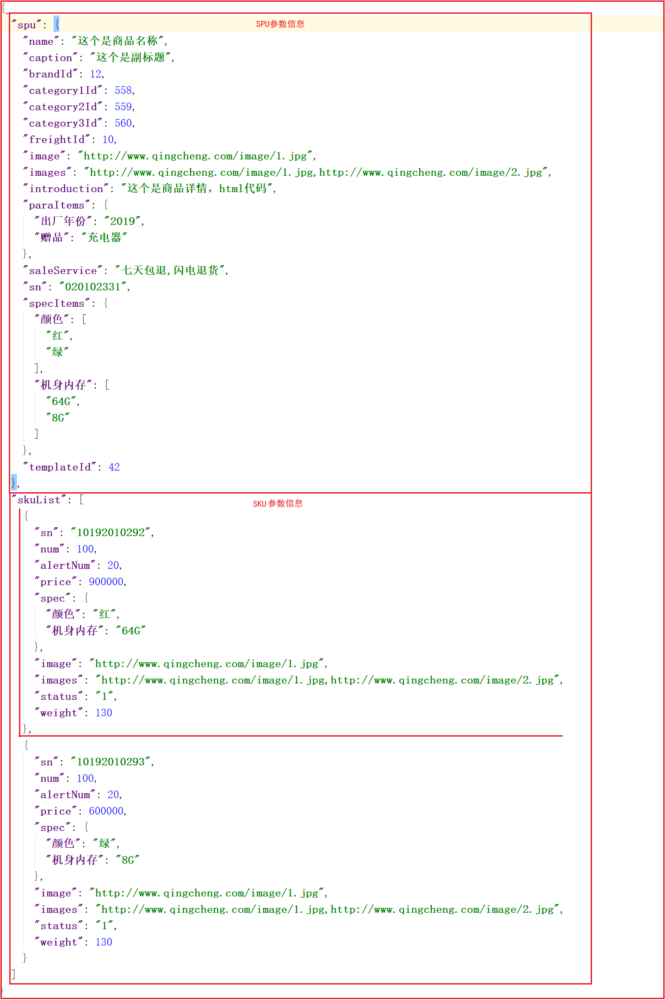 {
"spu": { SPU参数信息
"name": "这个是商品名称",
"caption": "这个是副标题",
"brandId": 12,
"category1Id": 558,
"category2Id": 559,
"category3Id": 560,
"freightId": 10,
"image": "http://www.qingcheng.com/image/1.jpg",
"images": "http://www.qingcheng.com/image/1.jpg,http://www.qingcheng.com/image/2.jpg",
"introduction": "这个是商品详情，html代码",
"paraItems": {
"出厂年份": "2019",
"赠品": "充电器"
},
"saleService": "七天包退,闪电退货",
"sn": "020102331",
"specItems": {
"颜色": [
"红",
"绿"
],
"机身内存": [
"64G",
"8G"
]
},
"templateId": 42
},
"skuList": [ SKU参数信息
{
"sn": "10192010292",
"num": 100,
"alertNum": 20,
"price": 900000,
"spec": {
"颜色": "红",
"机身内存": "64G"
},
"image": "http://www.qingcheng.com/image/1.jpg",
"images": "http://www.qingcheng.com/image/1.jpg,http://www.qingcheng.com/image/2.jpg",
"status": "1",
"weight": 130
},
{
"sn": "10192010293",
"num": 100,
"alertNum": 20,
"price": 600000,
"spec": {
"颜色": "绿",
"机身内存": "8G"
},
"image": "http://www.qingcheng.com/image/1.jpg",
"images": "http://www.qingcheng.com/image/1.jpg,http://www.qingcheng.com/image/2.jpg",
"status": "1",
"weight": 130
}
]
}